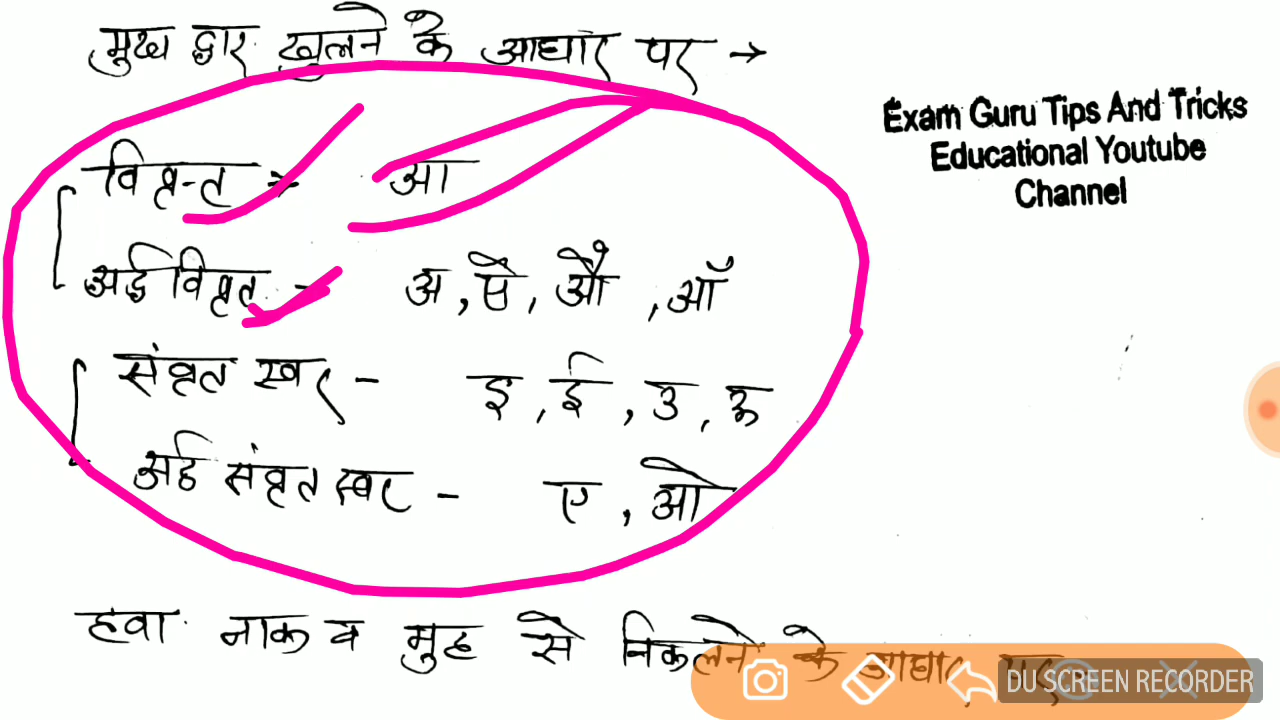 मुख द्वार खुलने के आधार पर →
Exam Guru Tips And Tricks
Educational Youtube
Channel
विवृत → आ
अर्द्ध विवृत - अ, ऐ, औ, ऑ
संवृत स्वर - इ, ई, उ, ऊ
अर्द्ध संवृत स्वर - ए, ओ
हवा नाक व मुह से निकलने के आधार पर
DU SCREEN RECORDER